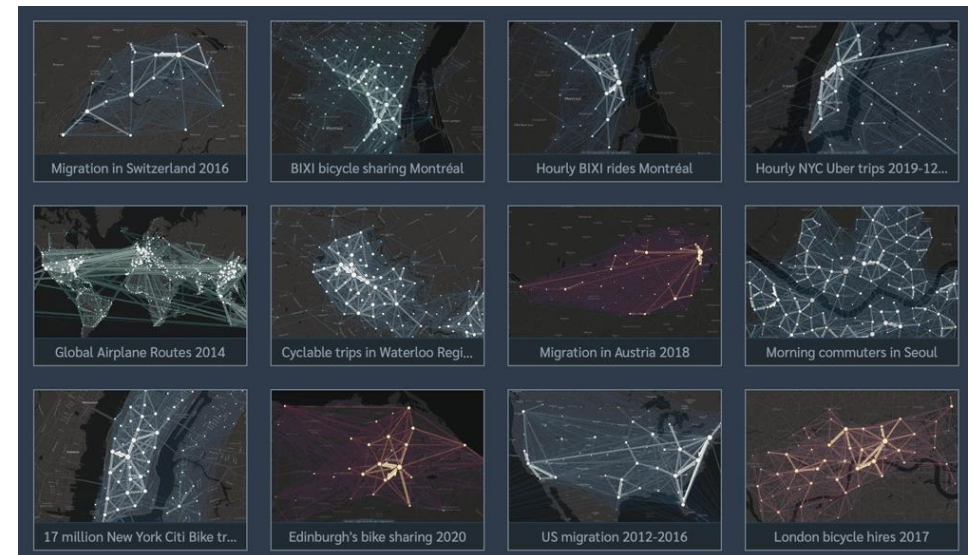 Migration in Switzerland 2016
BIXI bicycle sharing Montréal
Hourly BIXI rides Montréal
Hourly NYC Uber trips 2019-12...
Global Airplane Routes 2014
Cyclable trips in Waterloo Regi...
Migration in Austria 2018
Morning commuters in Seoul
17 million New York Citi Bike tr...
Edinburgh's bike sharing 2020
US migration 2012-2016
London bicycle hires 2017